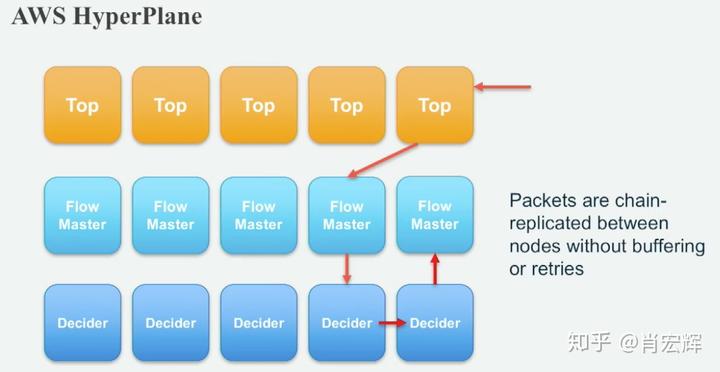 AWS HyperPlane
Top
Top
Top
Top
Top
Flow
Master
Flow
Master
Flow
Master
Flow
Master
Flow
Master
Packets are chain-
replicated between
nodes without buffering
or retries
Decider
Decider
Decider
Decider
Decider
知乎 @肖宏辉